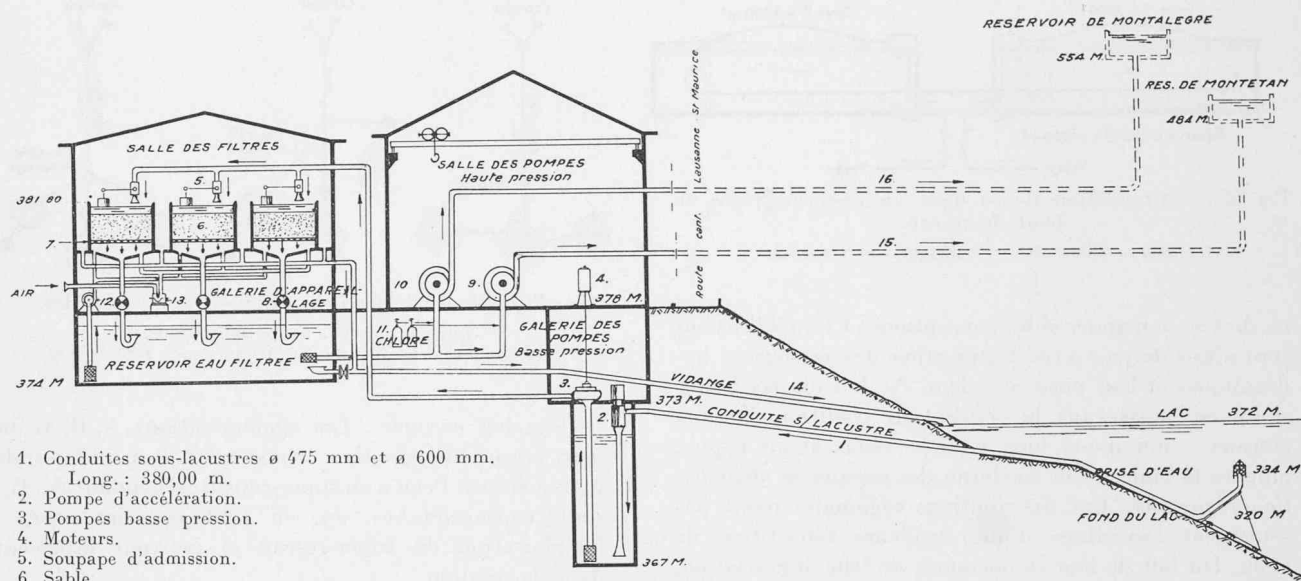 RESERVOIR DE MONTALEGRE
554 M.
RES. DE MONTETAN
484 M.
Lausanne St Maurice
Route cant.
16
15.
SALLE DES FILTRES
SALLE DES POMPES
Haute pression
5.
381 80
6.
7.
AIR
12.
13.
GALERIE D'APPAREIL-
LAGE
8.
10
9.
4.
378 M.
11.
CHLORE
GALERIE DES
POMPES
Basse pression
RESERVOIR EAU FILTREE
374 M
3.
2.
373 M.
VIDANGE
14.
CONDUITE S/LACUSTRE
1.
LAC
372 M.
PRISE D'EAU
334 M
FOND DU LAC
320 M
367 M.
1. Conduites sous-lacustres ø 475 mm et ø 600 mm.
Long. : 380,00 m.
2. Pompe d'accélération.
3. Pompes basse pression.
4. Moteurs.
5. Soupape d'admission.
6. Sable.